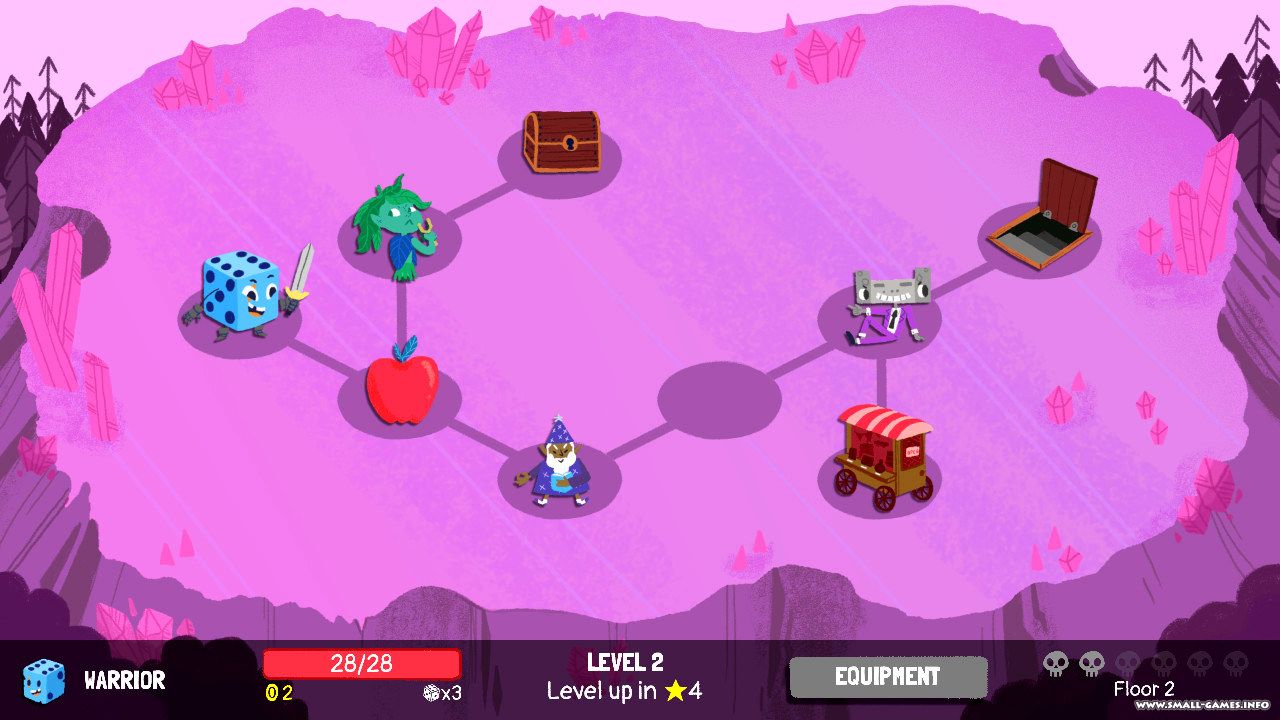 WARRIOR
28/28
2
x3
LEVEL 2
Level up in ★4
EQUIPMENT
Floor 2
WWW.SMALL-GAMES.INFO